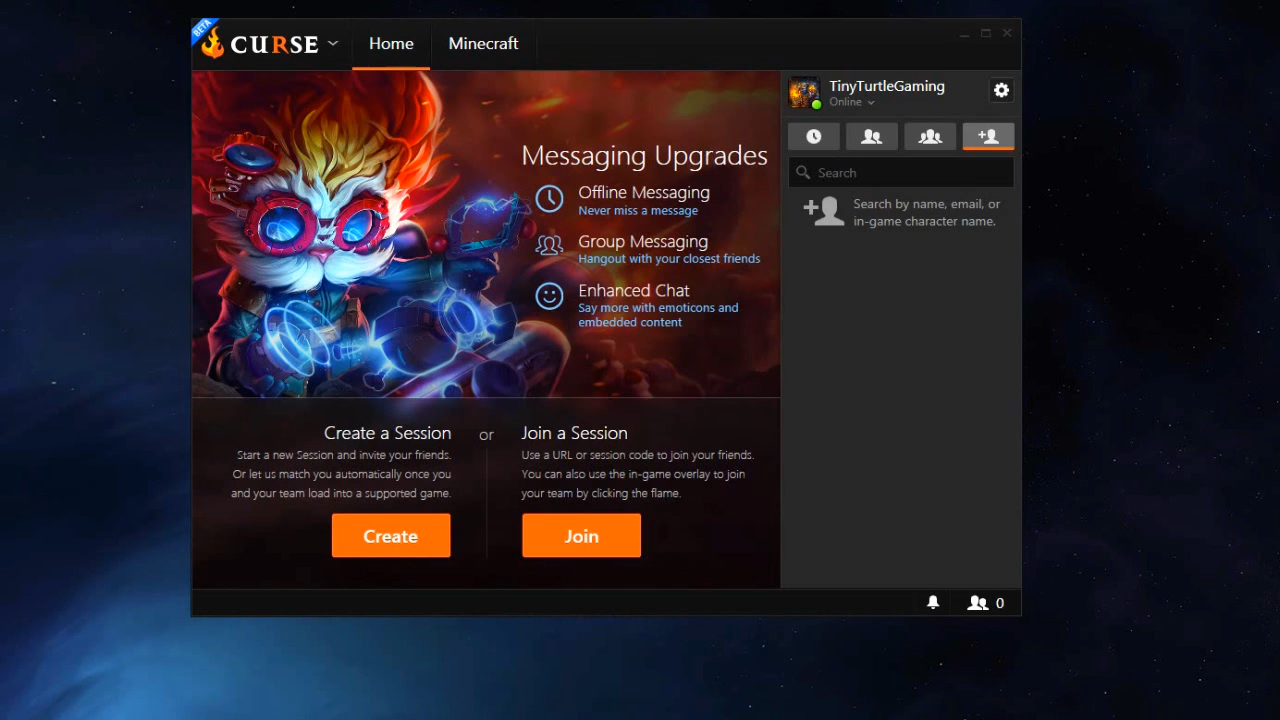 BETA
CURSE
Home
Minecraft
TinyTurtleGaming
Online
Search
Search by name, email, or
in-game character name.
Messaging Upgrades
Offline Messaging
Never miss a message
Group Messaging
Hangout with your closest friends
Enhanced Chat
Say more with emoticons and
embedded content
Create a Session
Start a new Session and invite your friends.
Or let us match you automatically once you
and your team load into a supported game.
Create
or
Join a Session
Use a URL or session code to join your friends.
You can also use the in-game overlay to join
your team by clicking the flame.
Join
0